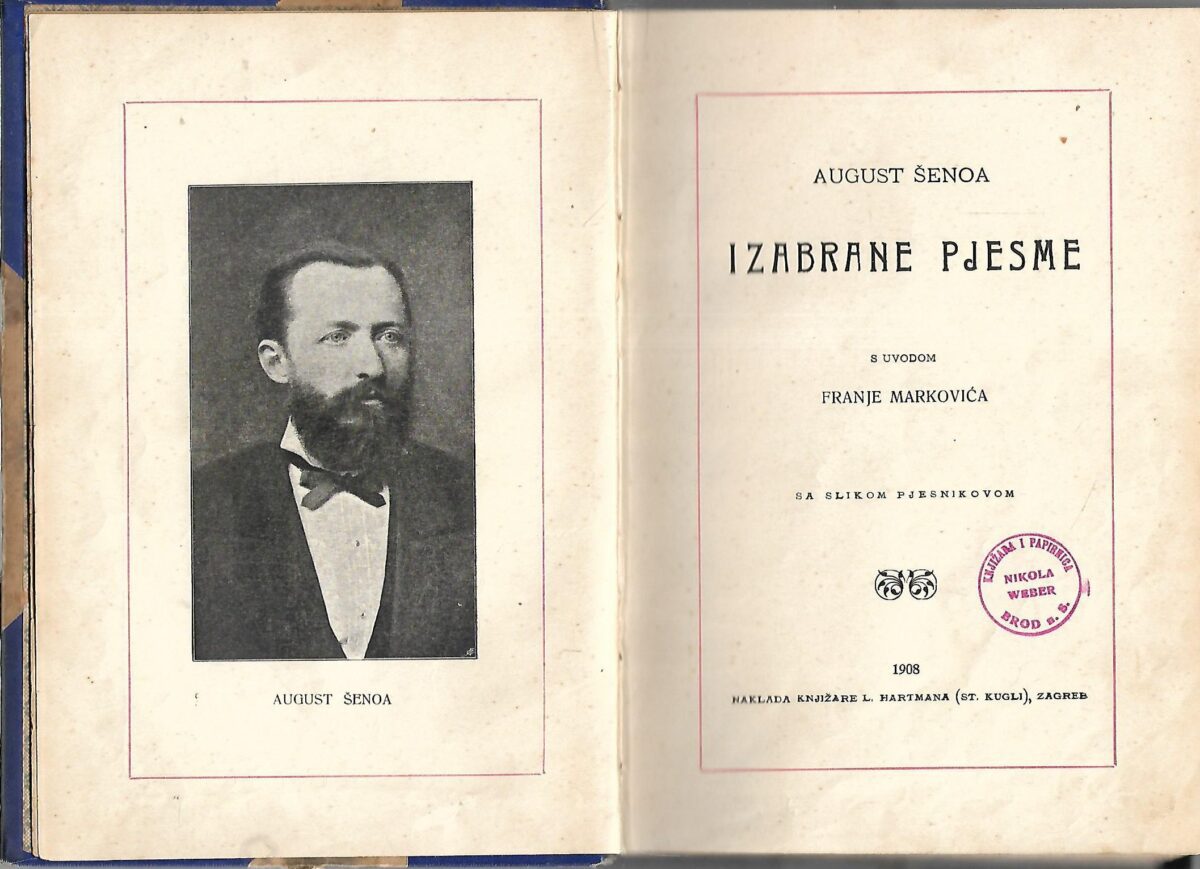 AUGUST ŠENOA
AUGUST ŠENOA
IZABRANE PJESME
S UVODOM
FRANJE MARKOVIĆA
SA SLIKOM PJESNIKOVOM
KNJIŽARA I PAPIRNICA
NIKOLA
WEBER
BROD n. S.
1908
NAKLADA KNJIŽARE L. HARTMANA (ST. KUGLI), ZAGREB